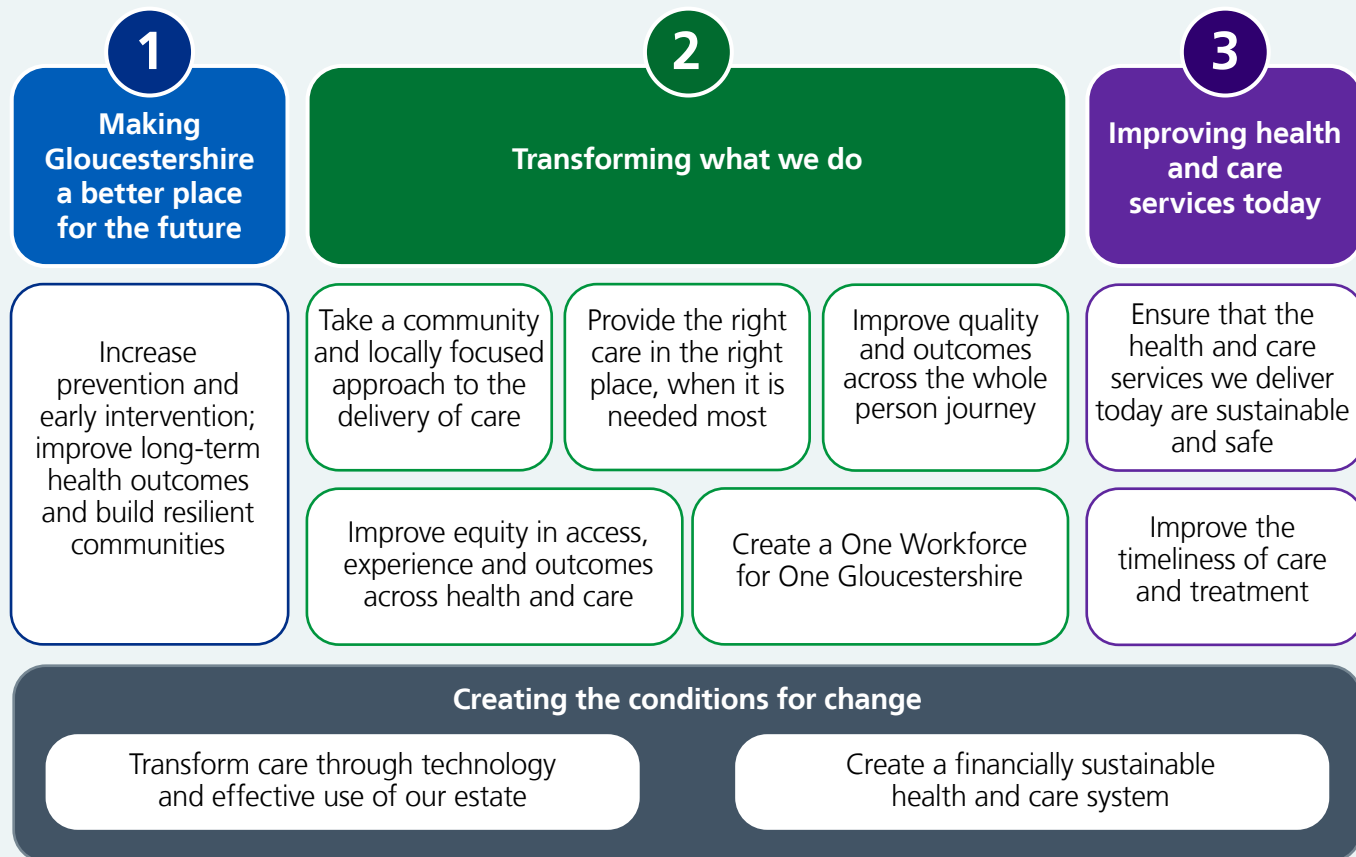 1
Making
Gloucestershire
a better place
for the future
2
Transforming what we do
3
Improving health
and care
services today
Increase
prevention and
early intervention;
improve long-term
health outcomes
and build resilient
communities
Take a community
and locally focused
approach to the
delivery of care
Provide the right
care in the right
place, when it is
needed most
Improve quality
and outcomes
across the whole
person journey
Improve equity in access,
experience and outcomes
across health and care
Create a One Workforce
for One Gloucestershire
Ensure that the
health and care
services we deliver
today are sustainable
and safe
Improve the
timeliness of care
and treatment
Creating the conditions for change
Transform care through technology
and effective use of our estate
Create a financially sustainable
health and care system